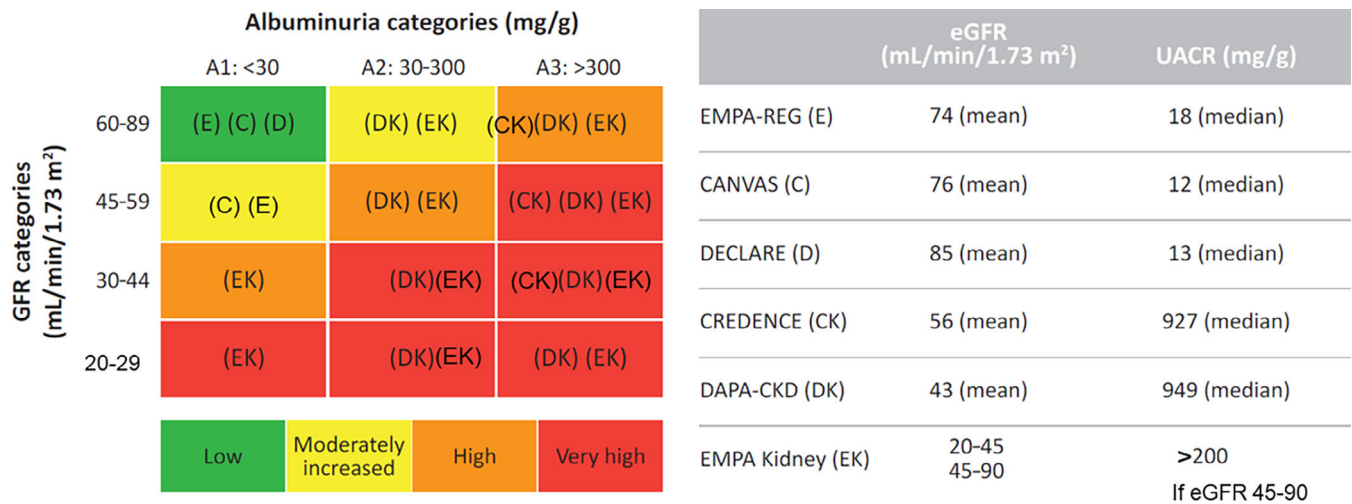 Albuminuria categories (mg/g)
A1: <30 A2: 30-300 A3: >300
GFR categories
(mL/min/1.73 m²)
60-89 (E) (C) (D) (DK) (EK) (CK)(DK) (EK)
45-59 (C) (E) (DK) (EK) (CK) (DK) (EK)
30-44 (EK) (DK)(EK) (CK)(DK)(EK)
20-29 (EK) (DK)(EK) (DK) (EK)
Low Moderately increased High Very high
eGFR
(mL/min/1.73 m²) UACR (mg/g)
EMPA-REG (E) 74 (mean) 18 (median)
CANVAS (C) 76 (mean) 12 (median)
DECLARE (D) 85 (mean) 13 (median)
CREDENCE (CK) 56 (mean) 927 (median)
DAPA-CKD (DK) 43 (mean) 949 (median)
EMPA Kidney (EK) 20-45 >200
45-90 If eGFR 45-90